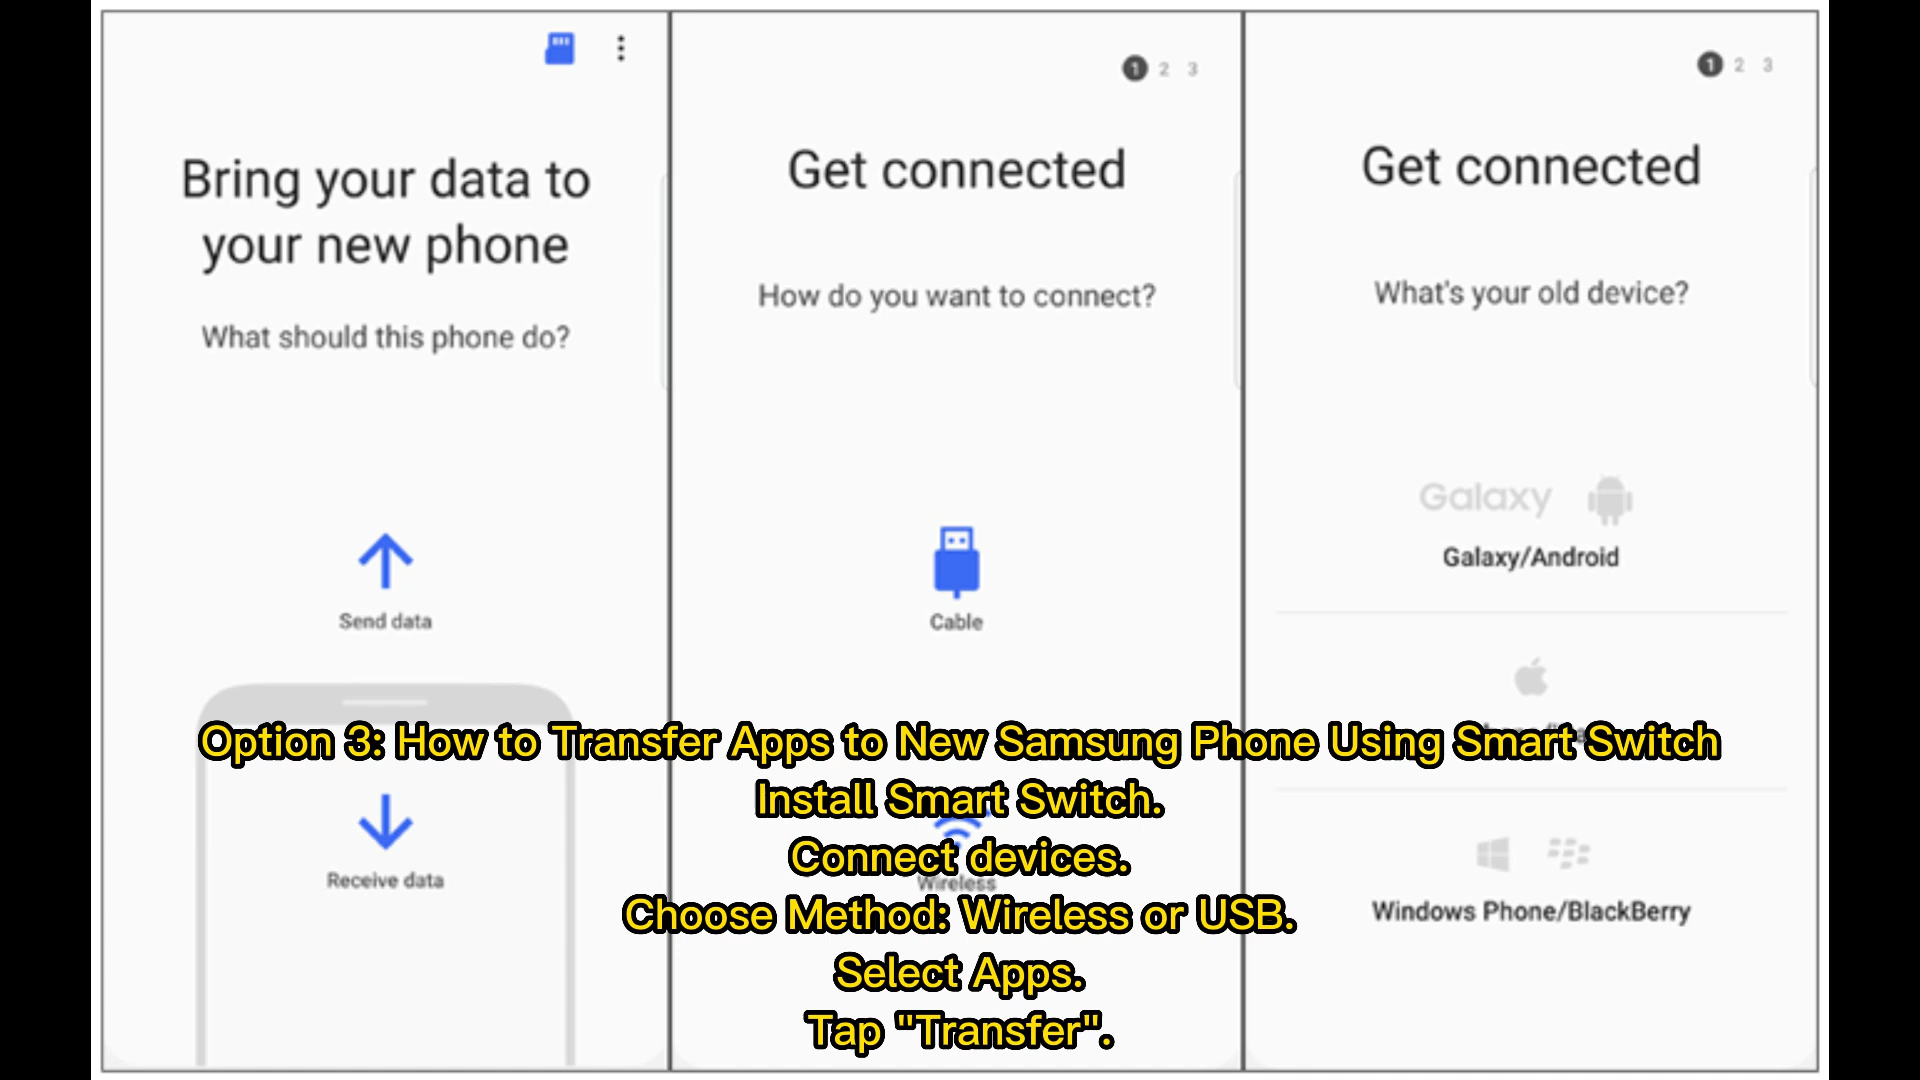 Bring your data to
your new phone
What should this phone do?
Send data
Receive data
1 2 3
Get connected
How do you want to connect?
Cable
Wireless
1 2 3
Get connected
What's your old device?
Galaxy
Galaxy/Android
Windows Phone/BlackBerry
Option 3: How to Transfer Apps to New Samsung Phone Using Smart Switch
Install Smart Switch.
Connect devices.
Choose Method: Wireless or USB.
Select Apps.
Tap "Transfer".